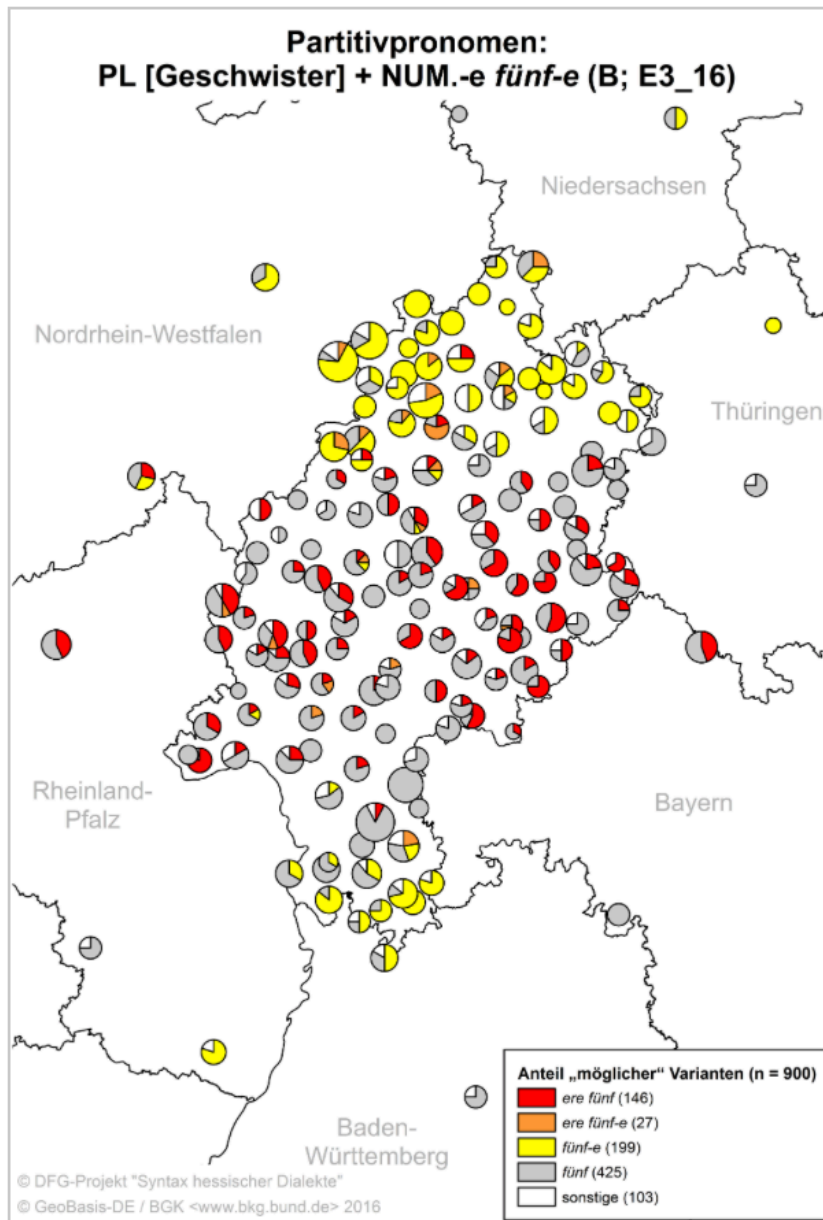 Partitivpronomen:
PL [Geschwister] + NUM.-e fünf-e (B; E3_16)
Niedersachsen
Nordrhein-Westfalen
Thüringen
Rheinland-
Pfalz
Bayern
Baden-
Württemberg
Anteil „möglicher“ Varianten (n = 900)
ere fünf (146)
ere fünf-e (27)
fünf-e (199)
fünf (425)
sonstige (103)
© DFG-Projekt "Syntax hessischer Dialekte"
© GeoBasis-DE / BGK <www.bkg.bund.de> 2016